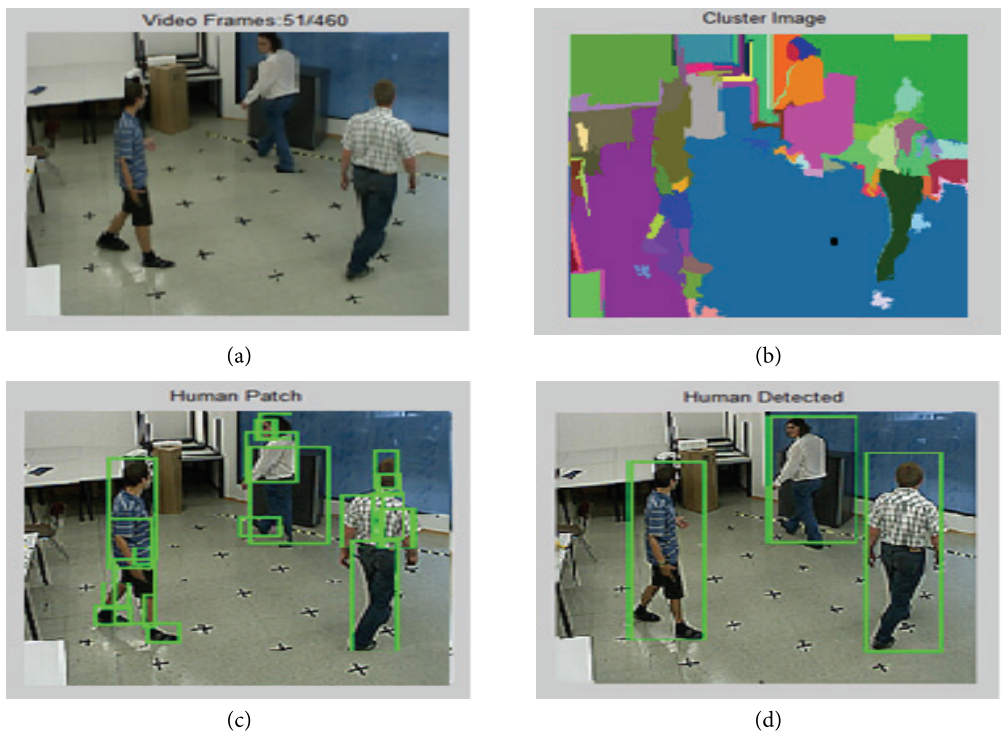 Video Frames:51/460
Cluster Image
(a)
(b)
Human Patch
Human Detected
(c)
(d)